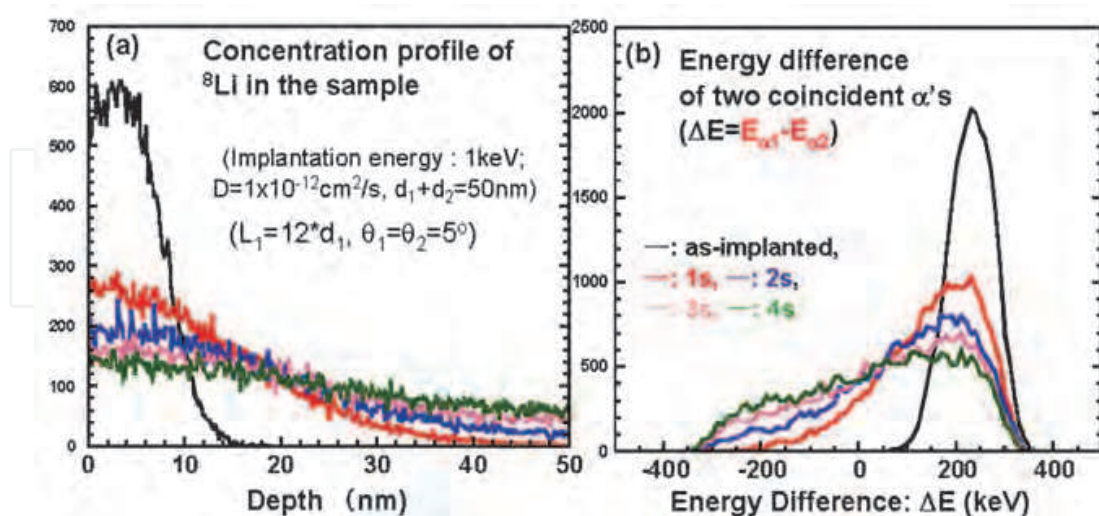 700
600
500
400
300
200
100
0
(a)
Concentration profile of
⁸Li in the sample
(Implantation energy : 1keV;
D=1x10⁻¹²cm²/s, d₁+d₂=50nm)
(L₁=12*d₁, θ₁=θ₂=5°)
0 10 20 30 40 50
Depth (nm)
2500
2000
1500
1000
500
0
(b)
Energy difference
of two coincident α's
(ΔE=Eα1-Eα2)
—: as-implanted,
—: 1s, —: 2s,
—: 3s, —: 4s
-400 -200 0 200 400
Energy Difference: ΔE (keV)